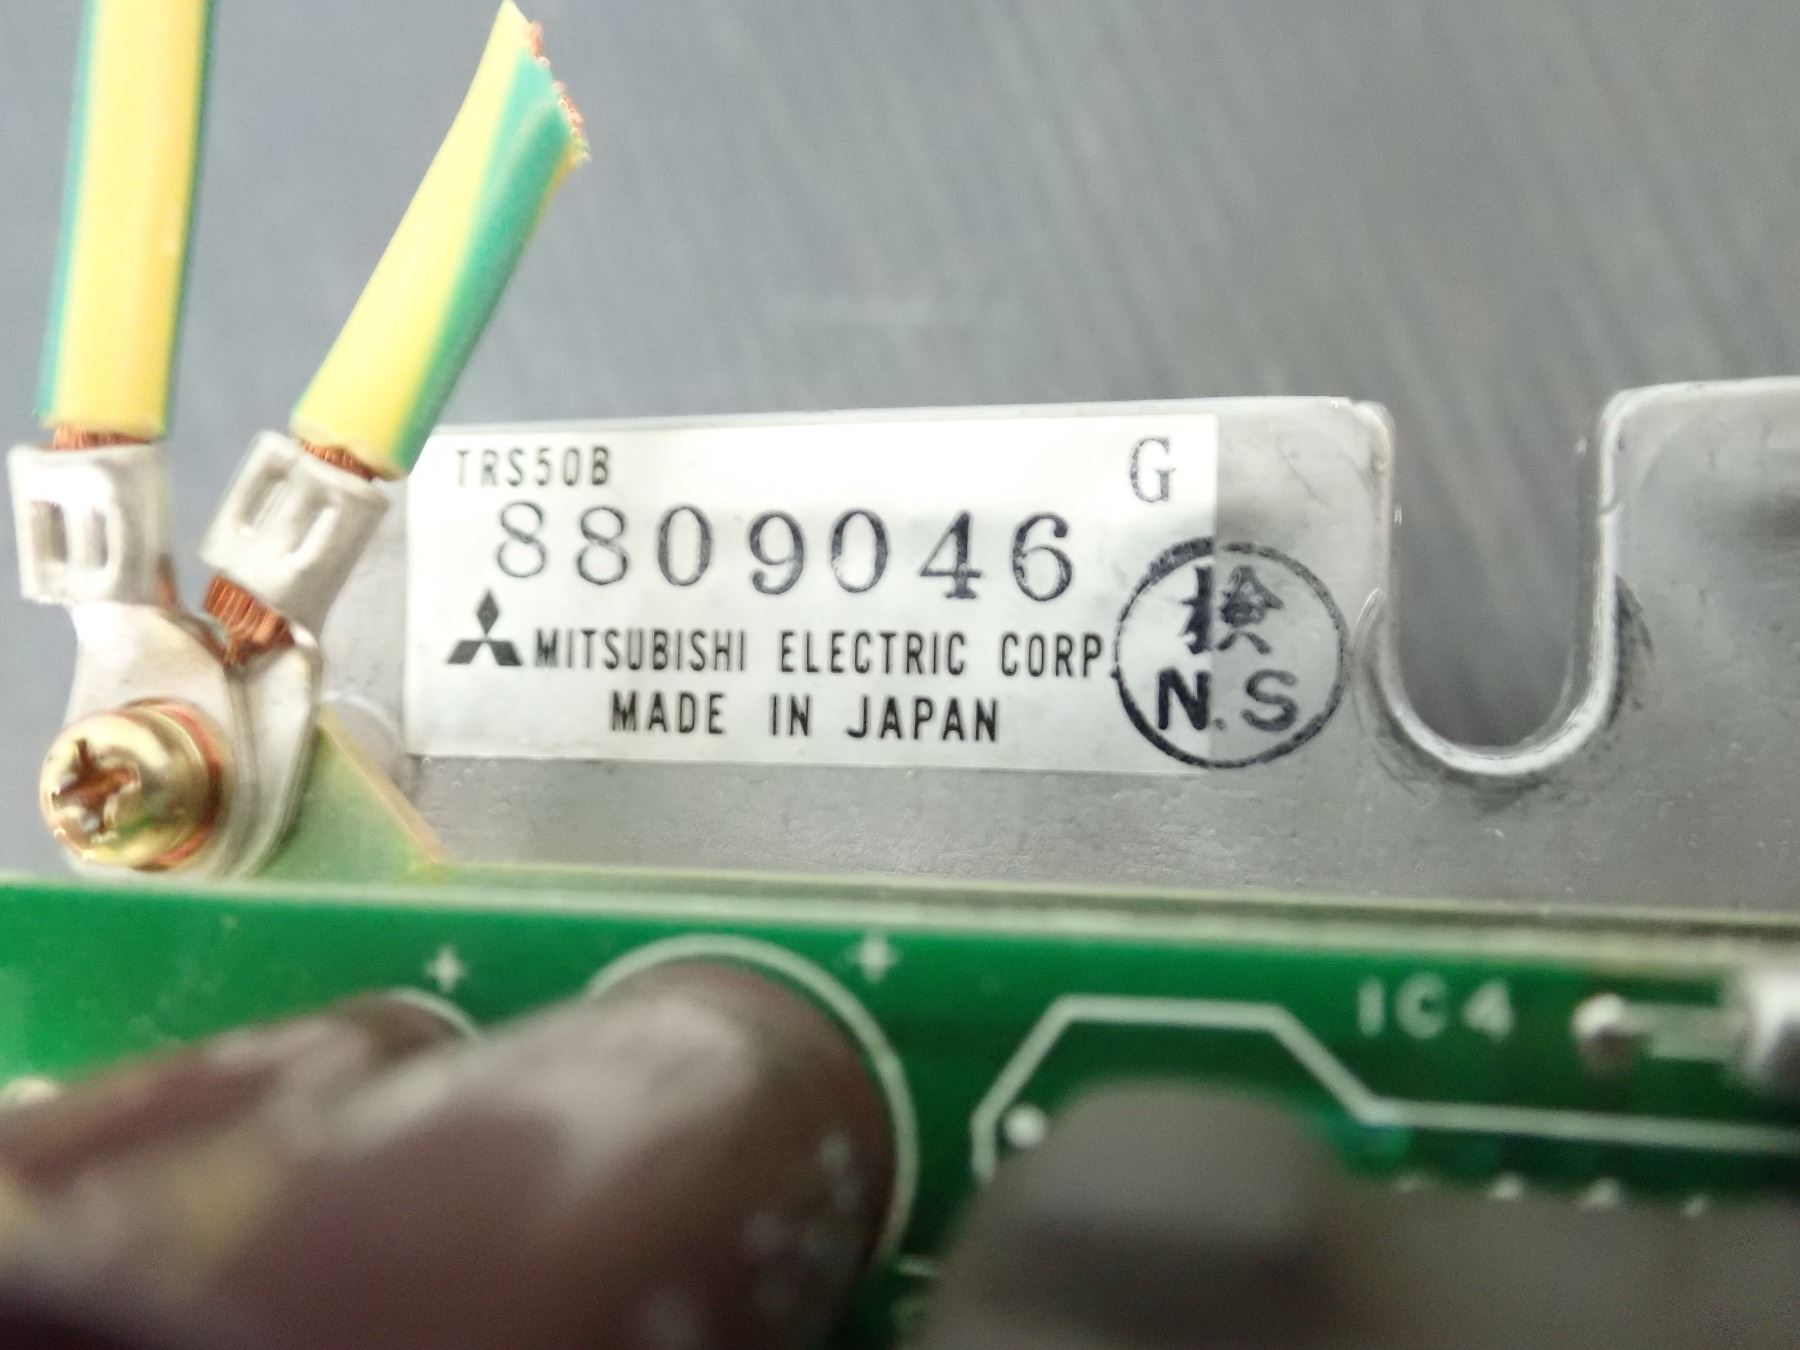 TRS50B G
8809046
MITSUBISHI ELECTRIC CORP.
MADE IN JAPAN
検
N.S
+ +
IC4